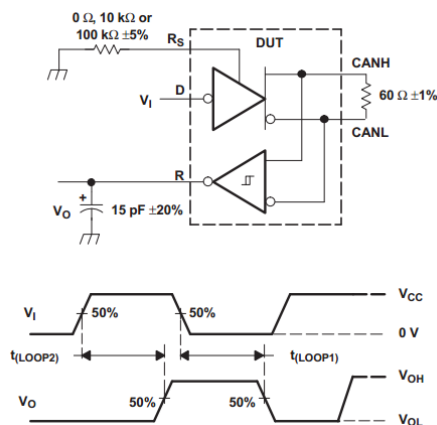 0 Ω, 10 kΩ or
100 kΩ ±5%
RS
DUT
CANH
D
VI
60 Ω ±1%
CANL
R
+
VO
15 pF ±20%
VI
50%
50%
VCC
0 V
t(LOOP2)
t(LOOP1)
VO
50%
50%
VOH
VOL